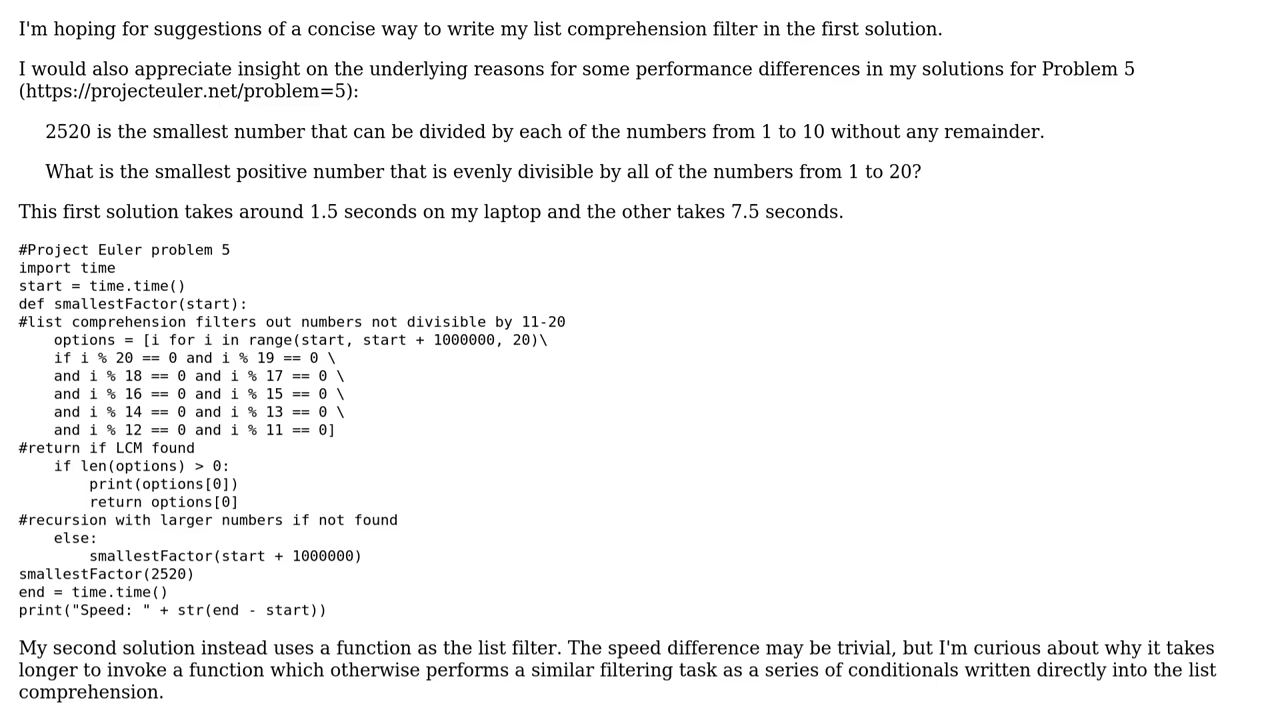 I'm hoping for suggestions of a concise way to write my list comprehension filter in the first solution.
I would also appreciate insight on the underlying reasons for some performance differences in my solutions for Problem 5
(https://projecteuler.net/problem=5):
2520 is the smallest number that can be divided by each of the numbers from 1 to 10 without any remainder.
What is the smallest positive number that is evenly divisible by all of the numbers from 1 to 20?
This first solution takes around 1.5 seconds on my laptop and the other takes 7.5 seconds.
#Project Euler problem 5
import time
start = time.time()
def smallestFactor(start):
#list comprehension filters out numbers not divisible by 11-20
    options = [i for i in range(start, start + 1000000, 20)\
    if i % 20 == 0 and i % 19 == 0 \
    and i % 18 == 0 and i % 17 == 0 \
    and i % 16 == 0 and i % 15 == 0 \
    and i % 14 == 0 and i % 13 == 0 \
    and i % 12 == 0 and i % 11 == 0]
#return if LCM found
    if len(options) > 0:
        print(options[0])
        return options[0]
#recursion with larger numbers if not found
    else:
        smallestFactor(start + 1000000)
smallestFactor(2520)
end = time.time()
print("Speed: " + str(end - start))
My second solution instead uses a function as the list filter. The speed difference may be trivial, but I'm curious about why it takes
longer to invoke a function which otherwise performs a similar filtering task as a series of conditionals written directly into the list
comprehension.